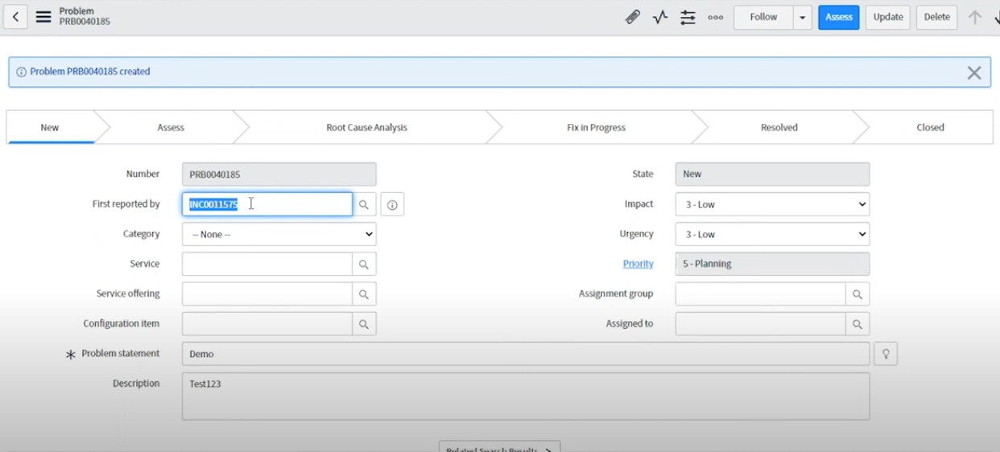 Problem
PRB0040185
Follow
Assess
Update
Delete
Problem PRB0040185 created
New
Assess
Root Cause Analysis
Fix in Progress
Resolved
Closed
Number
PRB0040185
State
New
First reported by
INC0011575
Impact
3 - Low
Category
-- None --
Urgency
3 - Low
Service
Priority
5 - Planning
Service offering
Assignment group
Configuration item
Assigned to
Problem statement
Demo
Description
Test123
Related Search Results